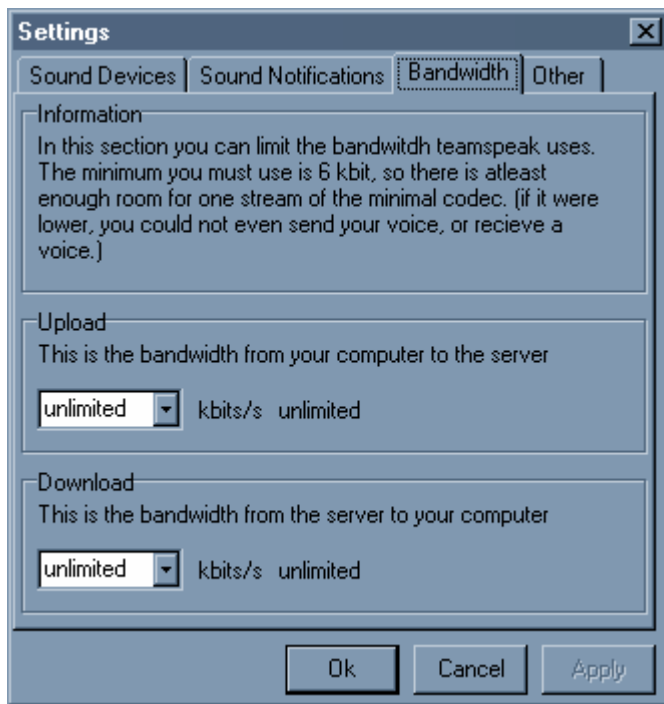 Settings
Sound Devices Sound Notifications Bandwidth Other
Information
In this section you can limit the bandwitdh teamspeak uses.
The minimum you must use is 6 kbit, so there is atleast
enough room for one stream of the minimal codec. (if it were
lower, you could not even send your voice, or recieve a
voice.)
Upload
This is the bandwidth from your computer to the server
unlimited kbits/s unlimited
Download
This is the bandwidth from the server to your computer
unlimited kbits/s unlimited
Ok Cancel Apply